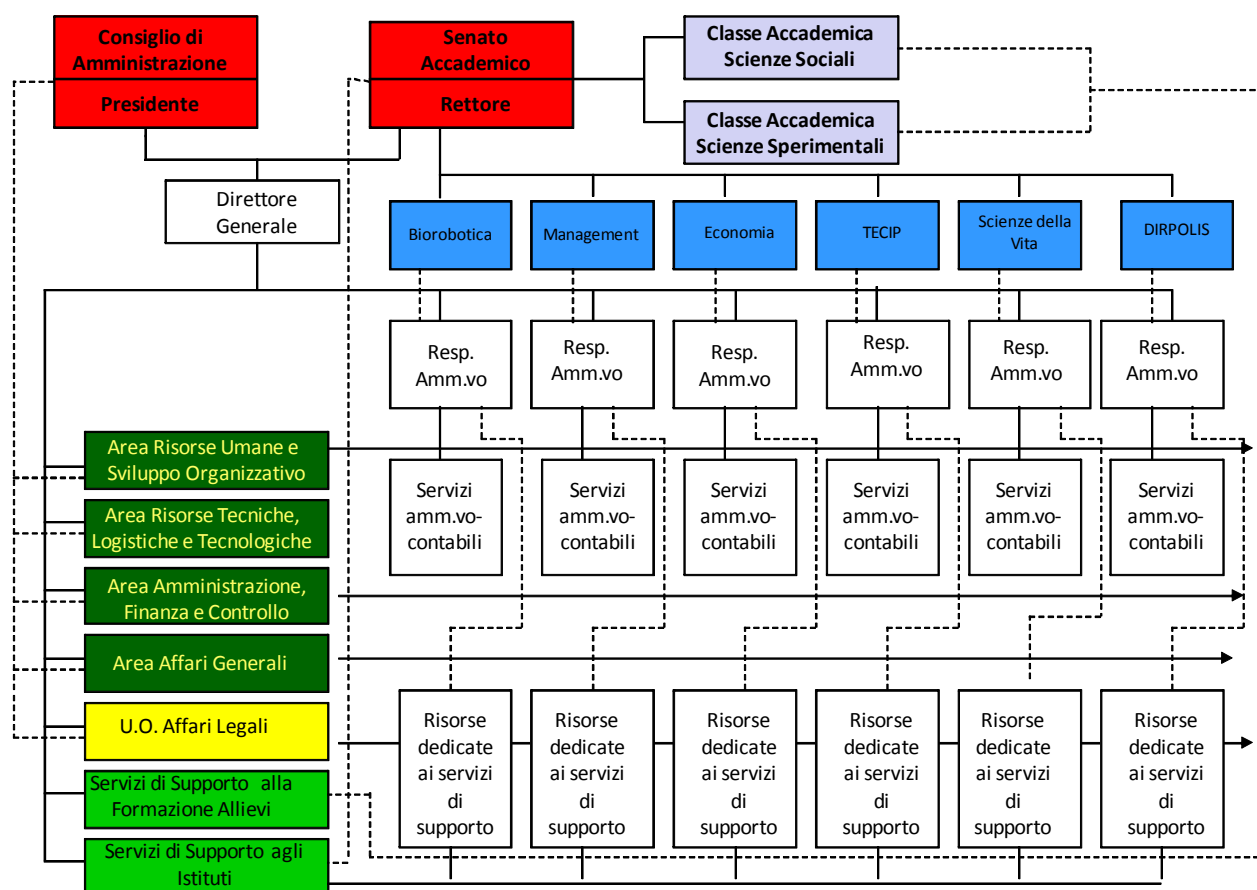 Consiglio di
Amministrazione
Presidente
Senato
Accademico
Rettore
Classe Accademica
Scienze Sociali
Classe Accademica
Scienze Sperimentali
Direttore
Generale
Biorobotica
Management
Economia
TECIP
Scienze della
Vita
DIRPOLIS
Resp.
Amm.vo
Resp.
Amm.vo
Resp.
Amm.vo
Resp.
Amm.vo
Resp.
Amm.vo
Resp.
Amm.vo
Area Risorse Umane e
Sviluppo Organizzativo
Area Risorse Tecniche,
Logistiche e Tecnologiche
Area Amministrazione,
Finanza e Controllo
Area Affari Generali
U.O. Affari Legali
Servizi di Supporto alla
Formazione Allievi
Servizi di Supporto agli
Istituti
Servizi
amm.vo-
contabili
Servizi
amm.vo-
contabili
Servizi
amm.vo-
contabili
Servizi
amm.vo-
contabili
Servizi
amm.vo-
contabili
Servizi
amm.vo-
contabili
Risorse
dedicate
ai servizi
di
supporto
Risorse
dedicate
ai servizi
di
supporto
Risorse
dedicate
ai servizi
di
supporto
Risorse
dedicate
ai servizi
di
supporto
Risorse
dedicate
ai servizi
di
supporto
Risorse
dedicate
ai servizi
di
supporto